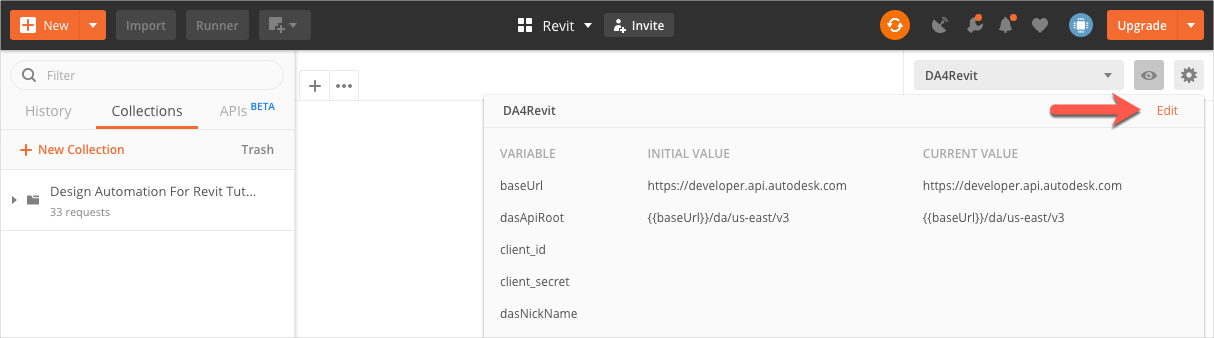 New Import Runner Revit Invite Upgrade
Filter
DA4Revit
History Collections APIs BETA
DA4Revit Edit
New Collection Trash
VARIABLE INITIAL VALUE CURRENT VALUE
Design Automation For Revit Tut...
33 requests
baseUrl https://developer.api.autodesk.com https://developer.api.autodesk.com
dasApiRoot {{baseUrl}}/da/us-east/v3 {{baseUrl}}/da/us-east/v3
client_id
client_secret
dasNickName